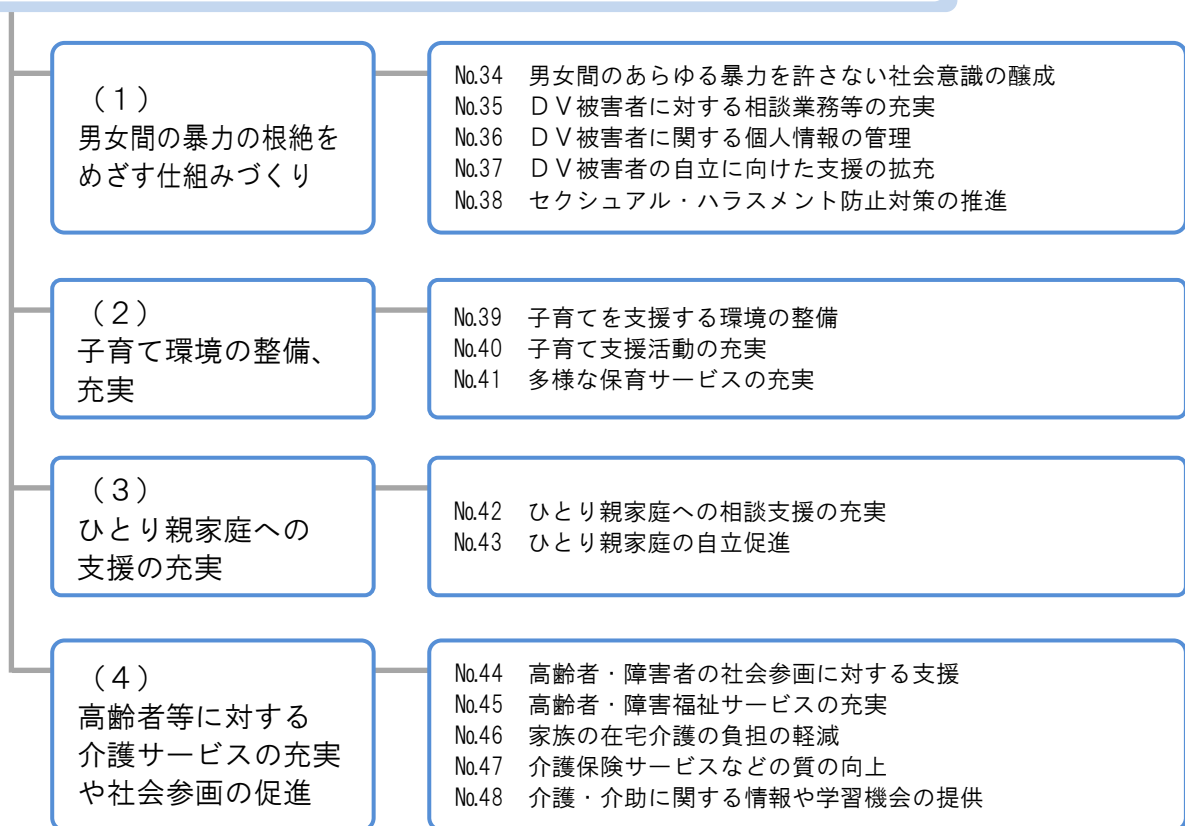 （１）
男女間の暴力の根絶を
めざす仕組みづくり
№34　男女間のあらゆる暴力を許さない社会意識の醸成
№35　ＤＶ被害者に対する相談業務等の充実
№36　ＤＶ被害者に関する個人情報の管理
№37　ＤＶ被害者の自立に向けた支援の拡充
№38　セクシュアル・ハラスメント防止対策の推進
（２）
子育て環境の整備、
充実
№39　子育てを支援する環境の整備
№40　子育て支援活動の充実
№41　多様な保育サービスの充実
（３）
ひとり親家庭への
支援の充実
№42　ひとり親家庭への相談支援の充実
№43　ひとり親家庭の自立促進
（４）
高齢者等に対する
介護サービスの充実
や社会参画の促進
№44　高齢者・障害者の社会参画に対する支援
№45　高齢者・障害福祉サービスの充実
№46　家族の在宅介護の負担の軽減
№47　介護保険サービスなどの質の向上
№48　介護・介助に関する情報や学習機会の提供